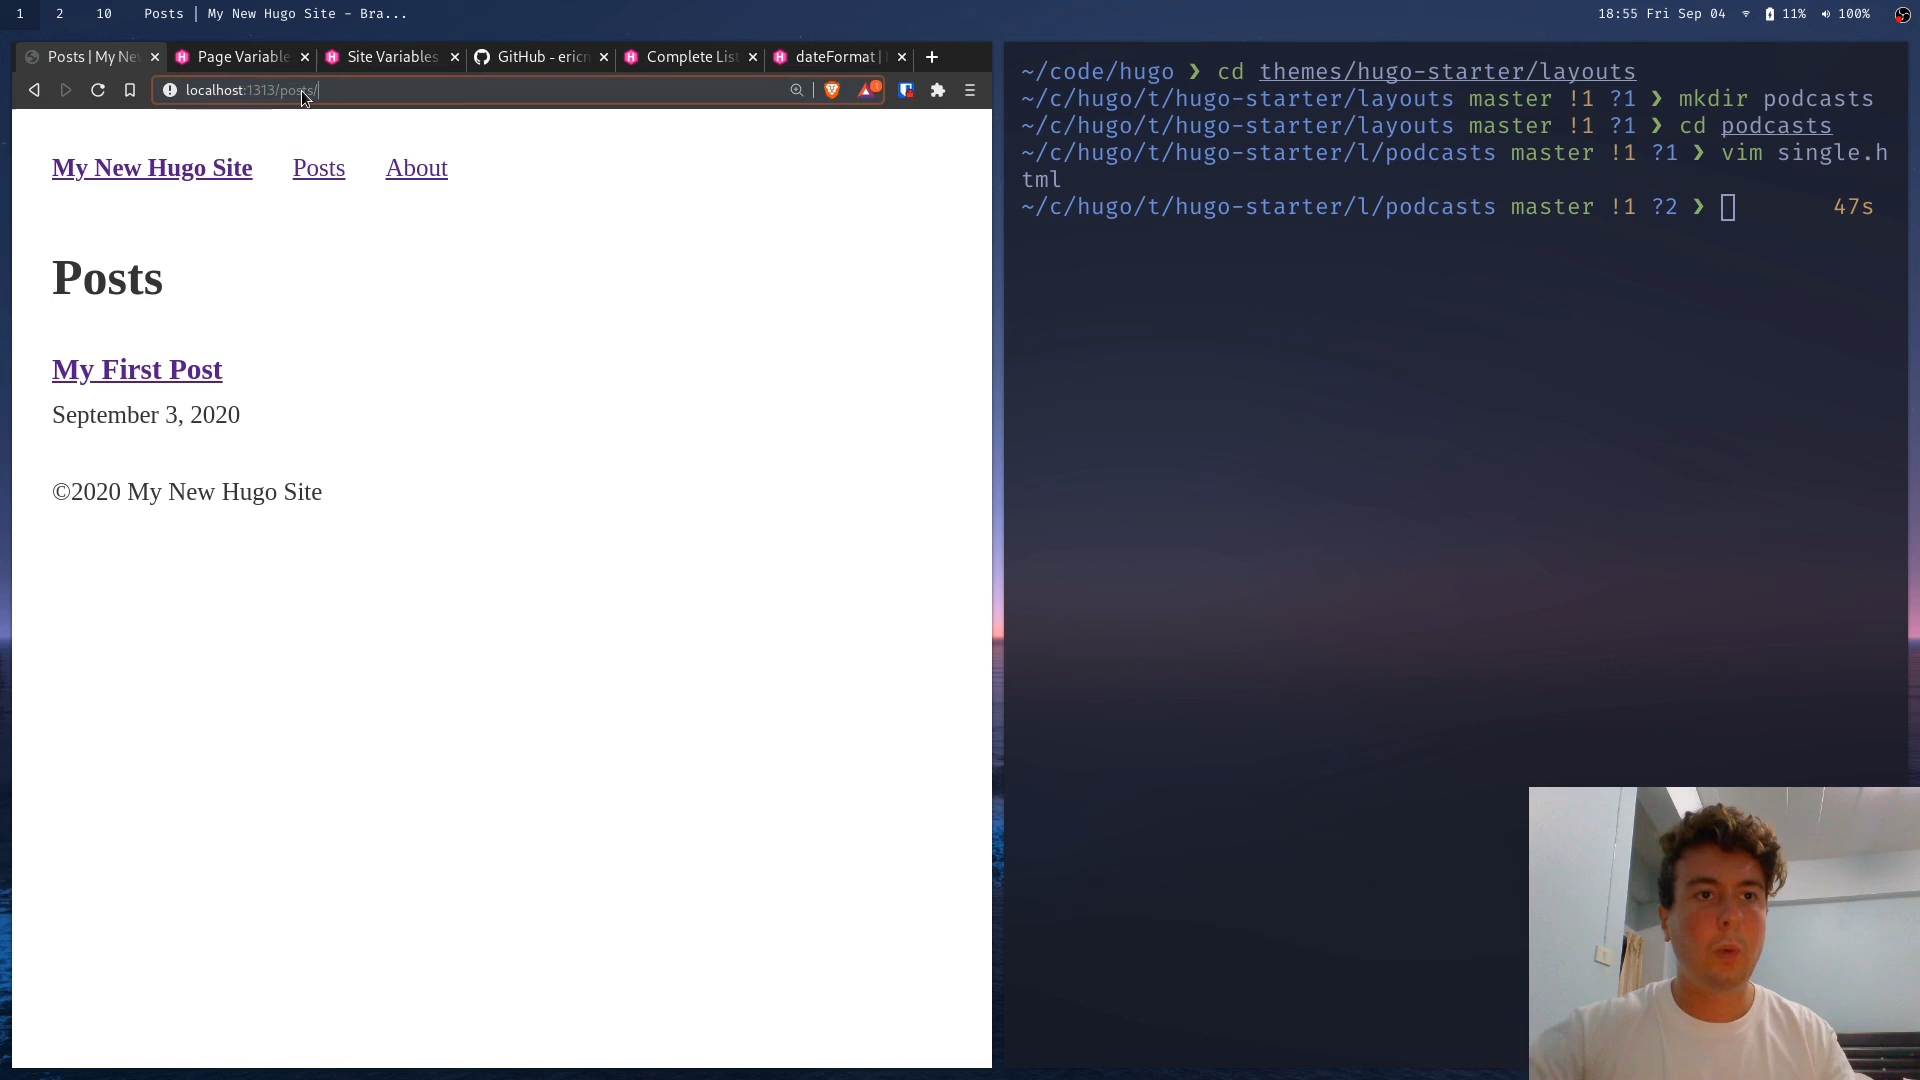 1 2 10 Posts | My New Hugo Site - Bra...
18:55 Fri Sep 04 11% 100%
Posts | My Ne
Page Variable
Site Variables
GitHub - ericm
Complete List
dateFormat |
localhost:1313/posts/
1
My New Hugo Site Posts About
Posts
My First Post
September 3, 2020
©2020 My New Hugo Site
~/code/hugo ❯ cd themes/hugo-starter/layouts
~/c/hugo/t/hugo-starter/layouts master !1 ?1 ❯ mkdir podcasts
~/c/hugo/t/hugo-starter/layouts master !1 ?1 ❯ cd podcasts
~/c/hugo/t/hugo-starter/l/podcasts master !1 ?1 ❯ vim single.h
tml
~/c/hugo/t/hugo-starter/l/podcasts master !1 ?2 ❯ 47s